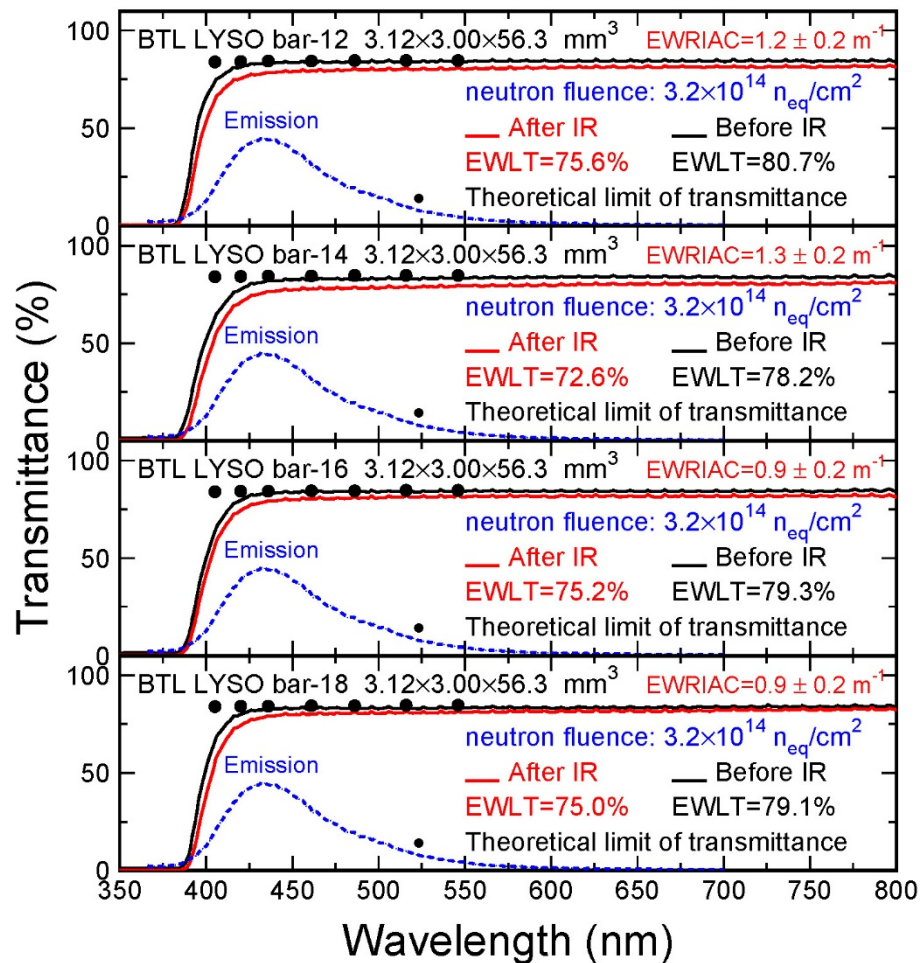 100
BTL LYSO bar-12 3.12×3.00×56.3 mm³ EWRIAC=1.2 ± 0.2 m⁻¹
neutron fluence: 3.2×10¹⁴ n_eq/cm²
Emission
After IR Before IR
50
EWLT=75.6% EWLT=80.7%
Theoretical limit of transmittance
0
100
BTL LYSO bar-14 3.12×3.00×56.3 mm³ EWRIAC=1.3 ± 0.2 m⁻¹
neutron fluence: 3.2×10¹⁴ n_eq/cm²
Emission
After IR Before IR
50
EWLT=72.6% EWLT=78.2%
Theoretical limit of transmittance
0
100
BTL LYSO bar-16 3.12×3.00×56.3 mm³ EWRIAC=0.9 ± 0.2 m⁻¹
neutron fluence: 3.2×10¹⁴ n_eq/cm²
Emission
After IR Before IR
50
EWLT=75.2% EWLT=79.3%
Theoretical limit of transmittance
0
100
BTL LYSO bar-18 3.12×3.00×56.3 mm³ EWRIAC=0.9 ± 0.2 m⁻¹
neutron fluence: 3.2×10¹⁴ n_eq/cm²
Emission
After IR Before IR
50
EWLT=75.0% EWLT=79.1%
Theoretical limit of transmittance
0
350 400 450 500 550 600 650 700 750 800
Transmittance (%)
Wavelength (nm)